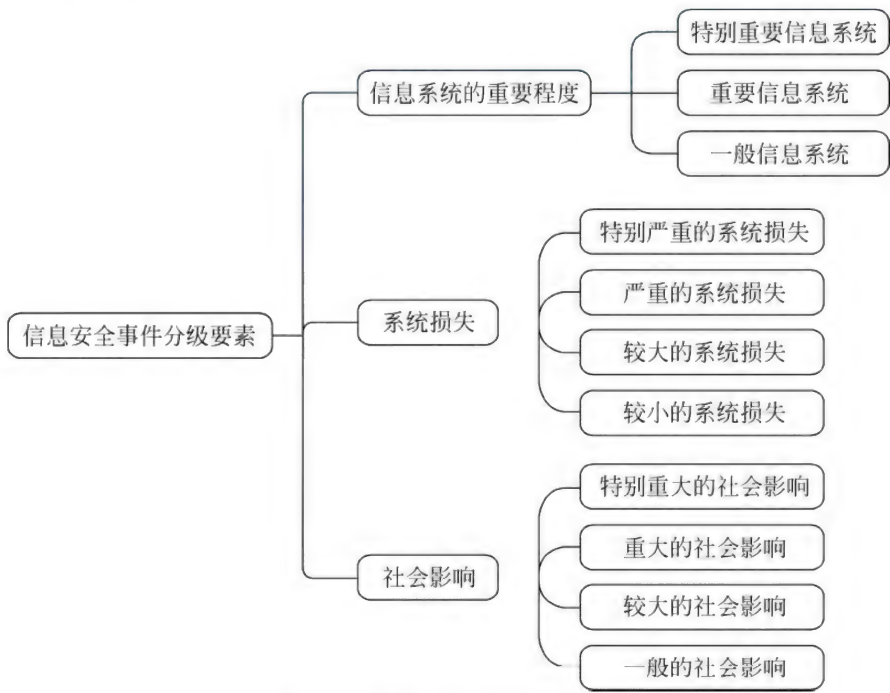 特别重要信息系统
信息系统的重要程度
重要信息系统
一般信息系统
特别严重的系统损失
严重的系统损失
系统损失
信息安全事件分级要素
较大的系统损失
较小的系统损失
特别重大的社会影响
重大的社会影响
社会影响
较大的社会影响
一般的社会影响